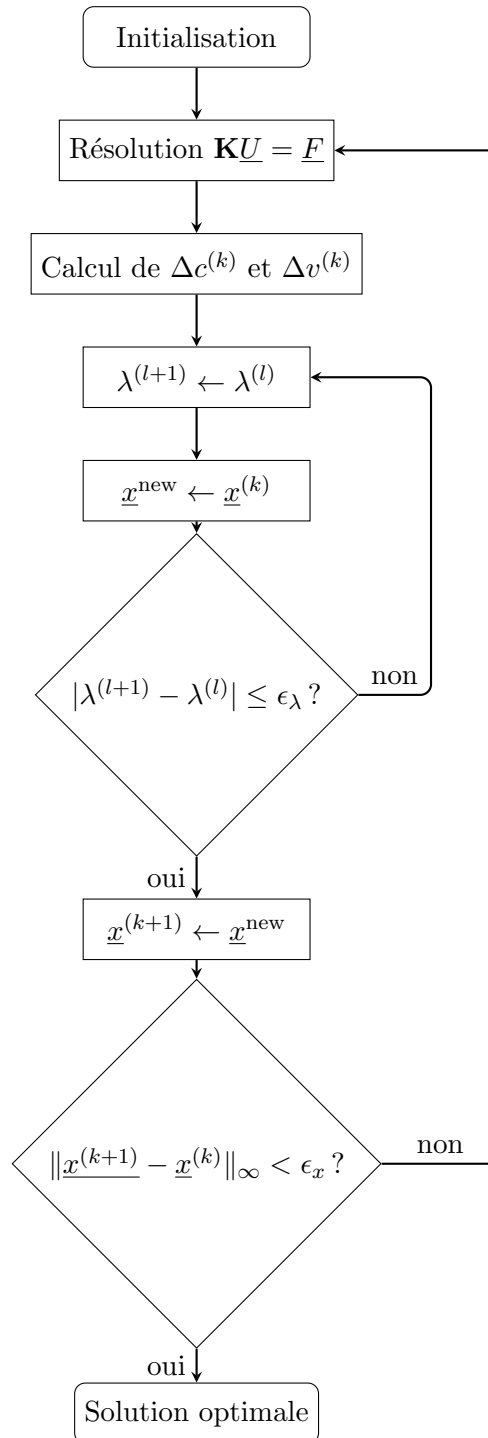 Initialisation
Résolution 𝐊U̲ = F̲
Calcul de Δc⁽ᵏ⁾ et Δv⁽ᵏ⁾
λ⁽ˡ⁺¹⁾ ← λ⁽ˡ⁾
x̲ⁿᵉʷ ← x̲⁽ᵏ⁾
|λ⁽ˡ⁺¹⁾ − λ⁽ˡ⁾| ≤ ϵ_λ ?
non
oui
x̲⁽ᵏ⁺¹⁾ ← x̲ⁿᵉʷ
‖x̲⁽ᵏ⁺¹⁾ − x̲⁽ᵏ⁾‖_∞ < ϵₓ ?
non
oui
Solution optimale